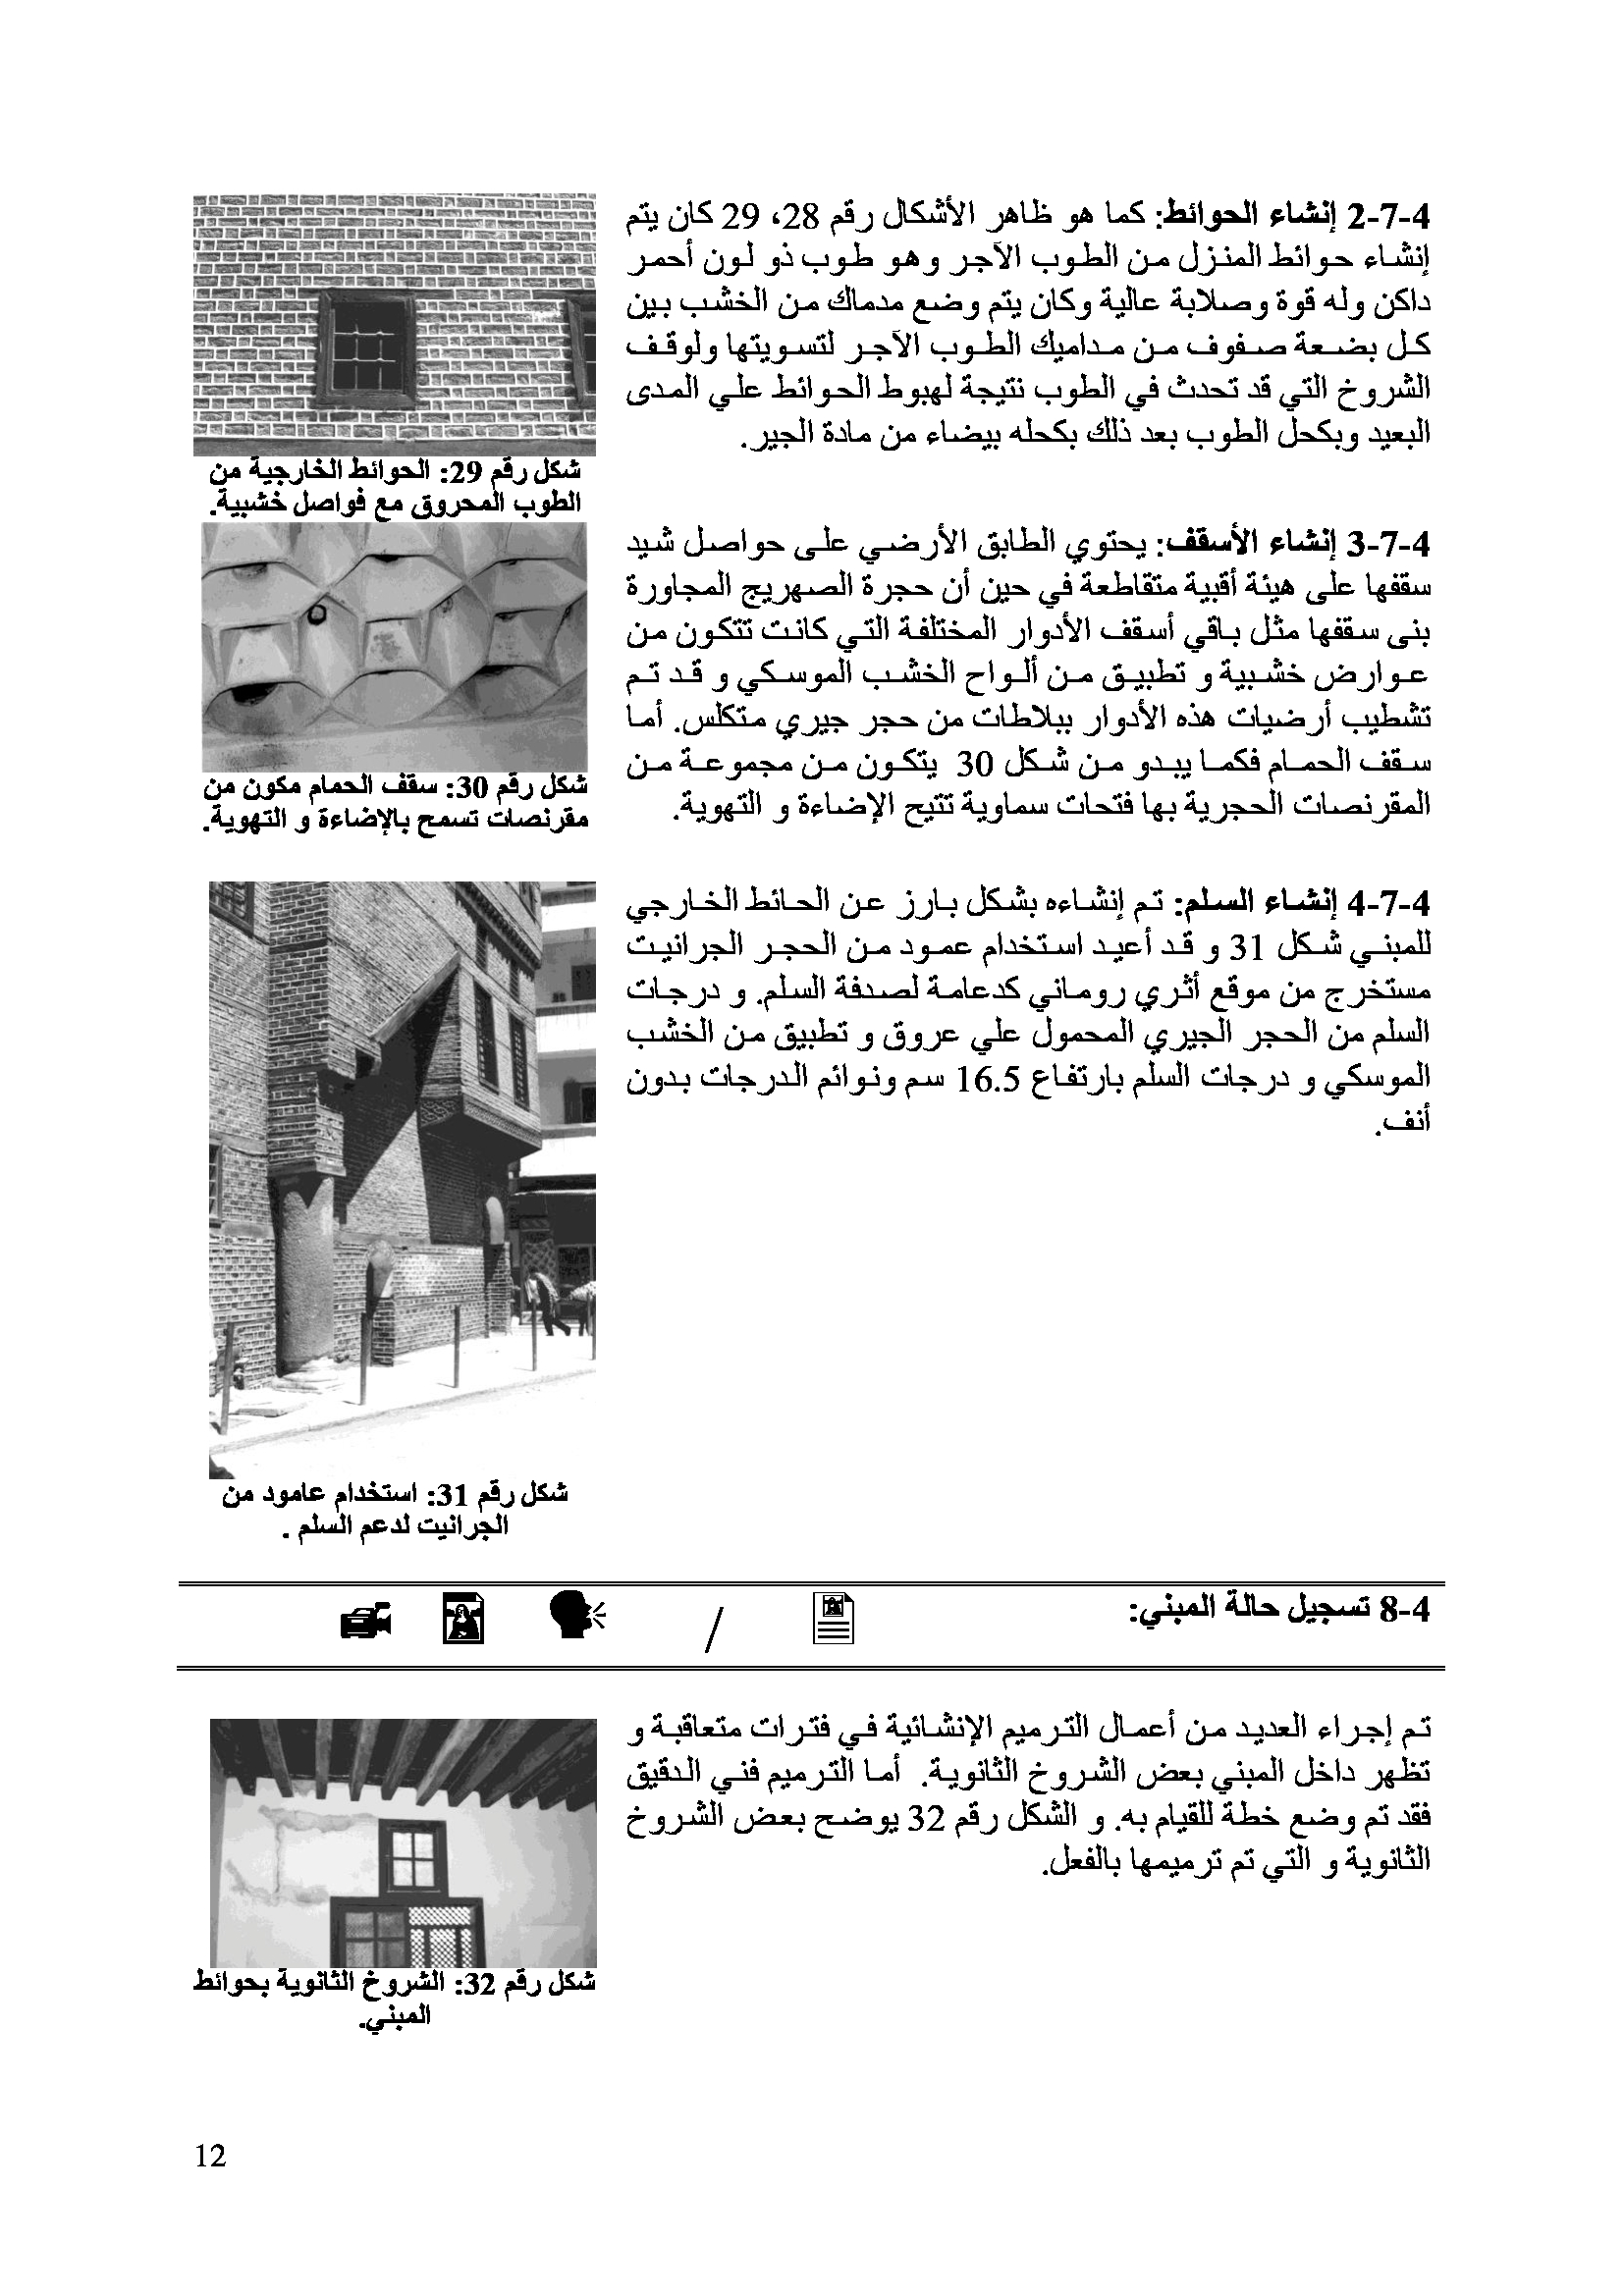 4-7-2 إنشاء الحوائط: كما هو ظاهر الأشكال رقم 28، 29 كان يتم
إنشاء حوائط المنزل من الطوب الآجر وهو طوب ذو لون أحمر
داكن وله قوة وصلابة عالية وكان يتم وضع مدماك من الخشب بين
كل بضعة صفوف من مداميك الطوب الآجر لتسويتها ولوقف
الشروخ التي قد تحدث في الطوب نتيجة لهبوط الحوائط علي المدى
البعيد وبكحل الطوب بعد ذلك بكحله بيضاء من مادة الجير.
شكل رقم 29: الحوائط الخارجية من
الطوب المحروق مع فواصل خشبية.
4-7-3 إنشاء الأسقف: يحتوي الطابق الأرضي على حواصل شيد
سقفها على هيئة أقبية متقاطعة في حين أن حجرة الصهريج المجاورة
بنى سقفها مثل باقي أسقف الأدوار المختلفة التي كانت تتكون من
عوارض خشبية و تطبيق من ألواح الخشب الموسكي و قد تم
تشطيب أرضيات هذه الأدوار ببلاطات من حجر جيري متكلس. أما
سقف الحمام فكما يبدو من شكل 30 يتكون من مجموعة من
المقرنصات الحجرية بها فتحات سماوية تتيح الإضاءة و التهوية.
شكل رقم 30: سقف الحمام مكون من
مقرنصات تسمح بالإضاءة و التهوية.
4-7-4 إنشاء السلم: تم إنشاءه بشكل بارز عن الحائط الخارجي
للمبني شكل 31 و قد أعيد استخدام عمود من الحجر الجرانيت
مستخرج من موقع أثري روماني كدعامة لصدفة السلم. و درجات
السلم من الحجر الجيري المحمول علي عروق و تطبيق من الخشب
الموسكي و درجات السلم بارتفاع 16.5 سم ونوائم الدرجات بدون
أنف.
شكل رقم 31: استخدام عامود من
الجرانيت لدعم السلم .
4-8 تسجيل حالة المبني: /
تم إجراء العديد من أعمال الترميم الإنشائية في فترات متعاقبة و
تظهر داخل المبني بعض الشروخ الثانوية. أما الترميم فني الدقيق
فقد تم وضع خطة للقيام به. و الشكل رقم 32 يوضح بعض الشروخ
الثانوية و التي تم ترميمها بالفعل.
شكل رقم 32: الشروخ الثانوية بحوائط
المبني.
12